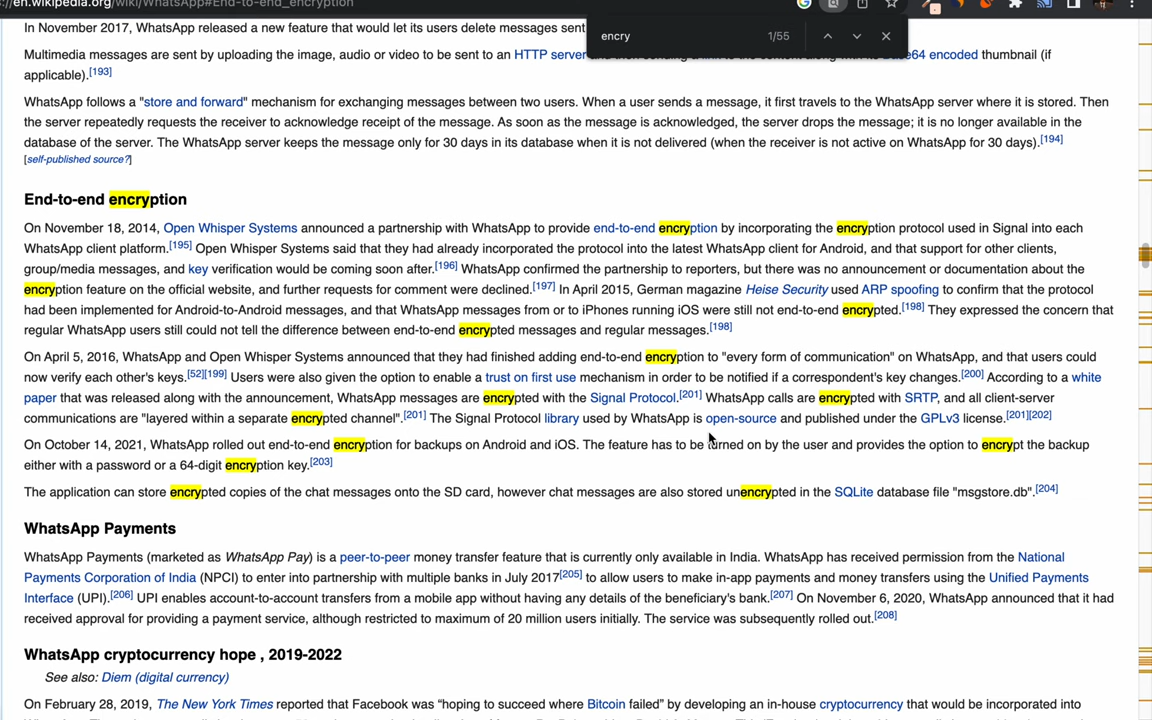 ://en.wikipedia.org/wiki/WhatsApp#End-to-end_encryption
encry 1/55
In November 2017, WhatsApp released a new feature that would let its users delete messages sent
Multimedia messages are sent by uploading the image, audio or video to be sent to an HTTP server encoded thumbnail (if
applicable).[193]
WhatsApp follows a "store and forward" mechanism for exchanging messages between two users. When a user sends a message, it first travels to the WhatsApp server where it is stored. Then
the server repeatedly requests the receiver to acknowledge receipt of the message. As soon as the message is acknowledged, the server drops the message; it is no longer available in the
database of the server. The WhatsApp server keeps the message only for 30 days in its database when it is not delivered (when the receiver is not active on WhatsApp for 30 days).[194]
[self-published source?]
End-to-end encryption
On November 18, 2014, Open Whisper Systems announced a partnership with WhatsApp to provide end-to-end encryption by incorporating the encryption protocol used in Signal into each
WhatsApp client platform.[195] Open Whisper Systems said that they had already incorporated the protocol into the latest WhatsApp client for Android, and that support for other clients,
group/media messages, and key verification would be coming soon after.[196] WhatsApp confirmed the partnership to reporters, but there was no announcement or documentation about the
encryption feature on the official website, and further requests for comment were declined.[197] In April 2015, German magazine Heise Security used ARP spoofing to confirm that the protocol
had been implemented for Android-to-Android messages, and that WhatsApp messages from or to iPhones running iOS were still not end-to-end encrypted.[198] They expressed the concern that
regular WhatsApp users still could not tell the difference between end-to-end encrypted messages and regular messages.[198]
On April 5, 2016, WhatsApp and Open Whisper Systems announced that they had finished adding end-to-end encryption to "every form of communication" on WhatsApp, and that users could
now verify each other's keys.[52][199] Users were also given the option to enable a trust on first use mechanism in order to be notified if a correspondent's key changes.[200] According to a white
paper that was released along with the announcement, WhatsApp messages are encrypted with the Signal Protocol.[201] WhatsApp calls are encrypted with SRTP, and all client-server
communications are "layered within a separate encrypted channel".[201] The Signal Protocol library used by WhatsApp is open-source and published under the GPLv3 license.[201][202]
On October 14, 2021, WhatsApp rolled out end-to-end encryption for backups on Android and iOS. The feature has to be turned on by the user and provides the option to encrypt the backup
either with a password or a 64-digit encryption key.[203]
The application can store encrypted copies of the chat messages onto the SD card, however chat messages are also stored unencrypted in the SQLite database file "msgstore.db".[204]
WhatsApp Payments
WhatsApp Payments (marketed as WhatsApp Pay) is a peer-to-peer money transfer feature that is currently only available in India. WhatsApp has received permission from the National
Payments Corporation of India (NPCI) to enter into partnership with multiple banks in July 2017[205] to allow users to make in-app payments and money transfers using the Unified Payments
Interface (UPI).[206] UPI enables account-to-account transfers from a mobile app without having any details of the beneficiary's bank.[207] On November 6, 2020, WhatsApp announced that it had
received approval for providing a payment service, although restricted to maximum of 20 million users initially. The service was subsequently rolled out.[208]
WhatsApp cryptocurrency hope , 2019-2022
See also: Diem (digital currency)
On February 28, 2019, The New York Times reported that Facebook was "hoping to succeed where Bitcoin failed" by developing an in-house cryptocurrency that would be incorporated into